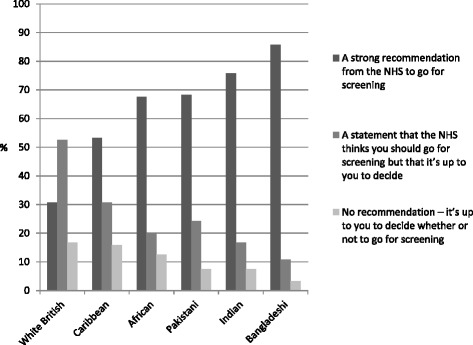 100
90
80
70
60
%
50
40
30
20
10
0
White British
Caribbean
African
Pakistani
Indian
Bangladeshi
A strong recommendation
from the NHS to go for
screening
A statement that the NHS
thinks you should go for
screening but that it's up to
you to decide
No recommendation – it's up
to you to decide whether or
not to go for screening